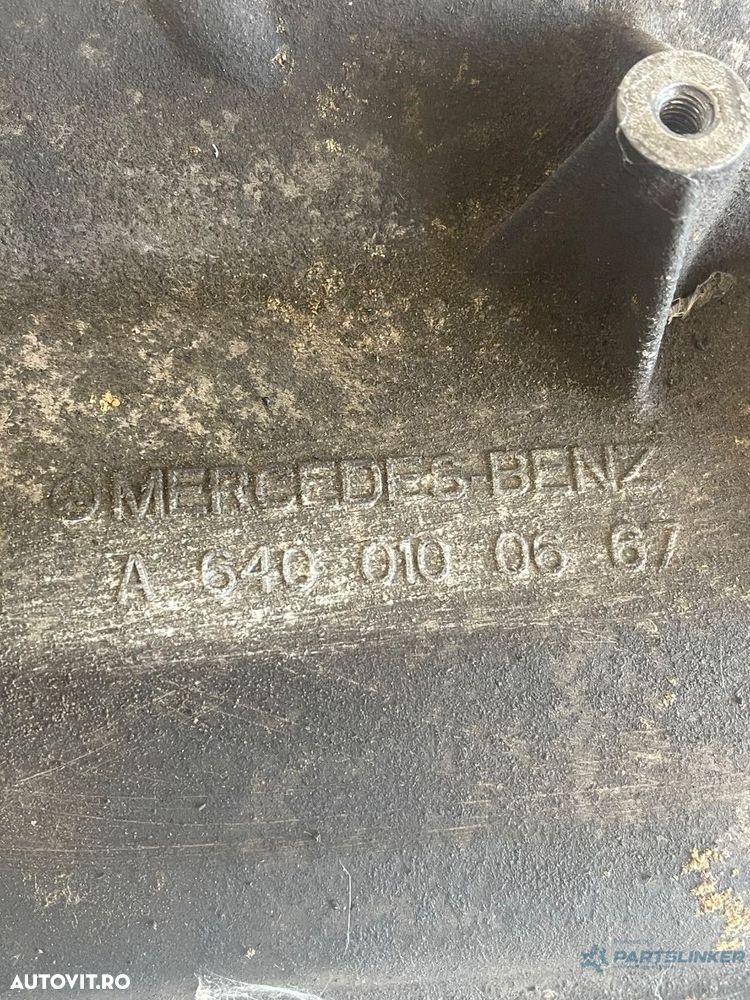 MERCEDES-BENZ
A 640 010 06 67
PARTSLINKER
AUTOVIT.RO